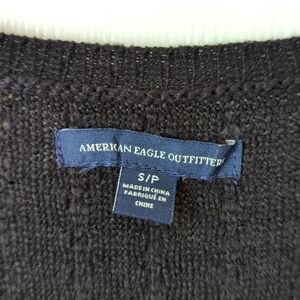 AMERICAN EAGLE OUTFITTERS
S/P
MADE IN CHINA
FABRIQUÉ EN
CHINE